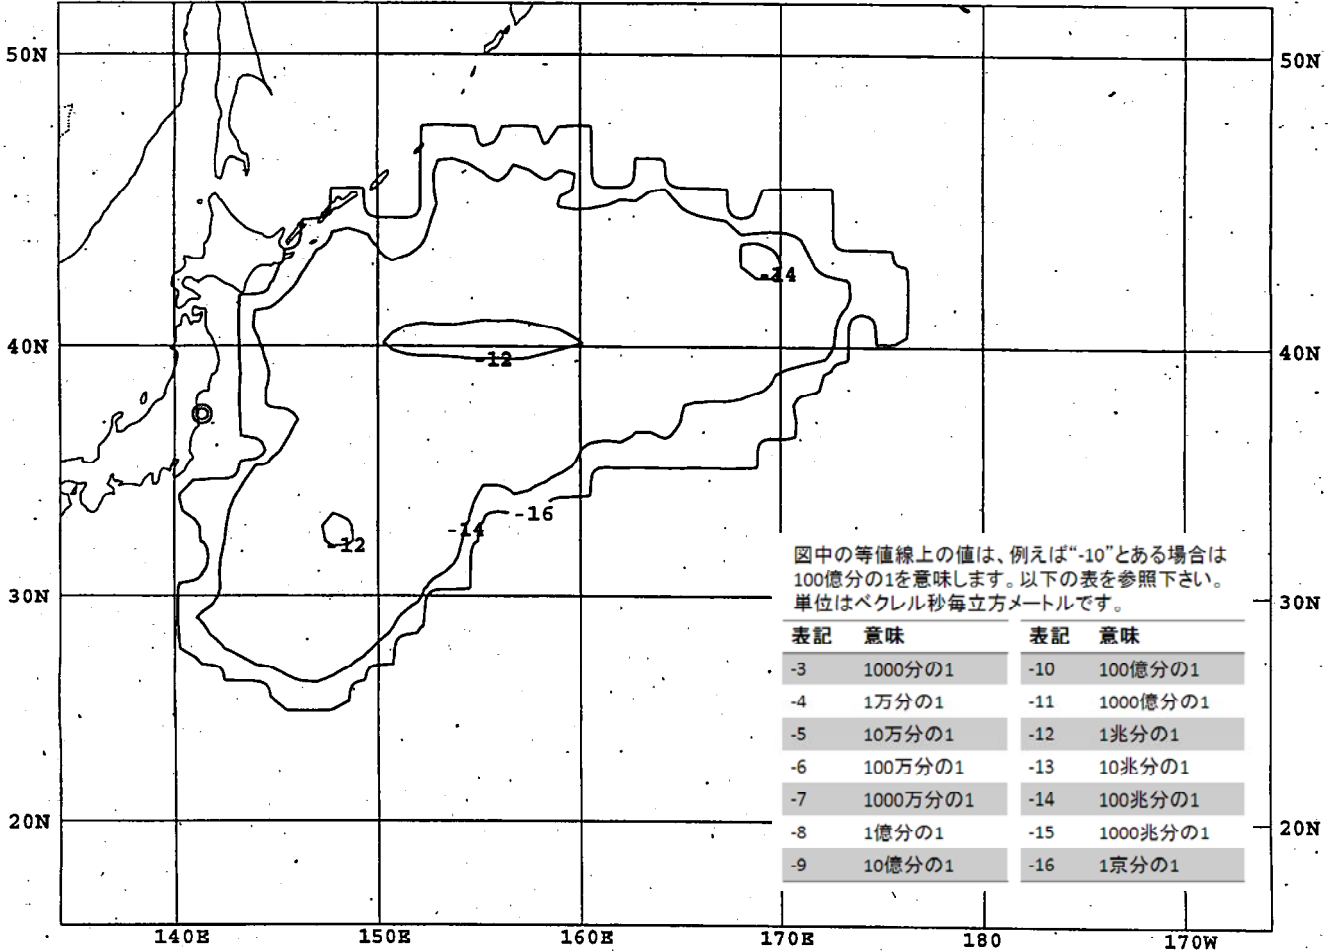 50N
50N
-14
40N
-12
40N
-16
-14
-12
図中の等値線上の値は、例えば“-10”とある場合は
100億分の1を意味します。以下の表を参照下さい。
単位はベクレル秒毎立方メートルです。
30N
30N
表記 意味 表記 意味
-3 1000分の1 -10 100億分の1
-4 1万分の1 -11 1000億分の1
-5 10万分の1 -12 1兆分の1
-6 100万分の1 -13 10兆分の1
-7 1000万分の1 -14 100兆分の1
-8 1億分の1 -15 1000兆分の1
-9 10億分の1 -16 1京分の1
20N
20N
140E 150E 160E 170E 180 170W